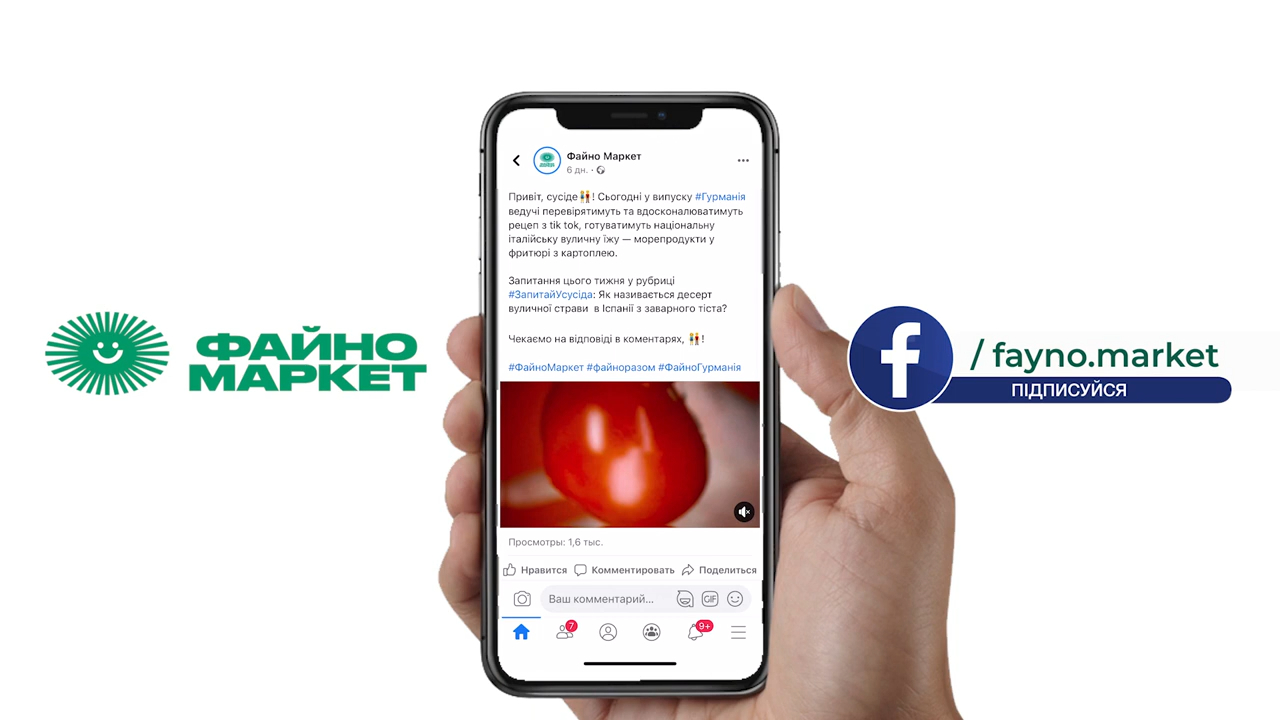 ФАЙНО
МАРКЕТ
Файно Маркет
6 дн. ·
Привіт, сусіде! Сьогодні у випуску #Гурманія
ведучі перевірятимуть та вдосконалюватимуть
рецеп з tik tok, готуватимуть національну
італійську вуличну їжу — морепродукти у
фритюрі з картоплею.
Запитання цього тижня у рубриці
#ЗапитайУсусіда: Як називається десерт
вуличної страви в Іспанії з заварного тіста?
Чекаємо на відповіді в коментарях, !
#ФайноМаркет #файноразом #ФайноГурманія
Просмотры: 1,6 тыс.
Нравится Комментировать Поделиться
Ваш комментарий... GIF
7 9+
f / fayno.market
ПІДПИСУЙСЯ